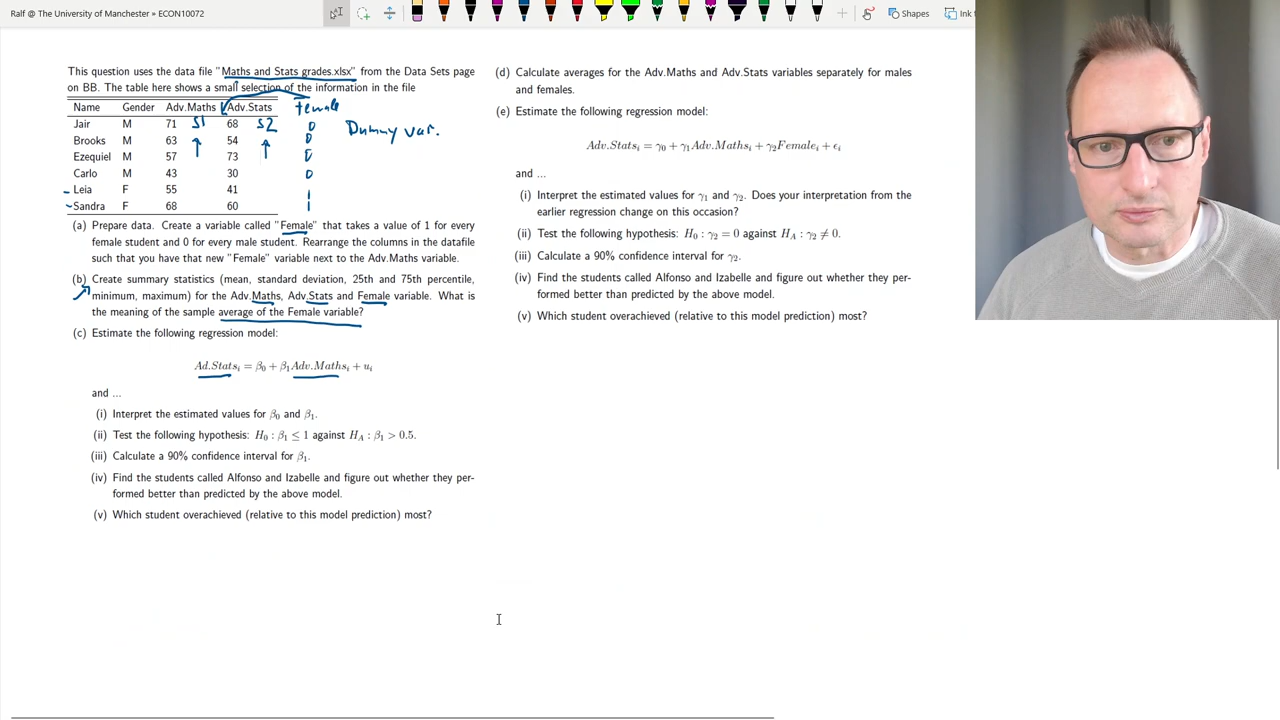 Ralf @ The University of Manchester » ECON10072
Shapes
Ink t
This question uses the data file "Maths and Stats grades.xlsx" from the Data Sets page
on BB. The table here shows a small selection of the information in the file
Name Gender Adv.Maths Adv.Stats Female
Jair M 71 S1 68 S2 0 Dummy var.
Brooks M 63 54 0
Ezequiel M 57 73 0
Carlo M 43 30 0
Leia F 55 41 1
Sandra F 68 60 1
(a) Prepare data. Create a variable called "Female" that takes a value of 1 for every
female student and 0 for every male student. Rearrange the columns in the datafile
such that you have that new "Female" variable next to the Adv.Maths variable.
(b) Create summary statistics (mean, standard deviation, 25th and 75th percentile,
minimum, maximum) for the Adv.Maths, Adv.Stats and Female variable. What is
the meaning of the sample average of the Female variable?
(c) Estimate the following regression model:
Ad.Statsᵢ = β₀ + β₁Adv.Mathsᵢ + uᵢ
and ...
(i) Interpret the estimated values for β₀ and β₁.
(ii) Test the following hypothesis: H₀ : β₁ ≤ 1 against H_A : β₁ > 0.5.
(iii) Calculate a 90% confidence interval for β₁.
(iv) Find the students called Alfonso and Izabelle and figure out whether they per-
formed better than predicted by the above model.
(v) Which student overachieved (relative to this model prediction) most?
(d) Calculate averages for the Adv.Maths and Adv.Stats variables separately for males
and females.
(e) Estimate the following regression model:
Adv.Statsᵢ = γ₀ + γ₁Adv.Mathsᵢ + γ₂Femaleᵢ + ϵᵢ
and ...
(i) Interpret the estimated values for γ₁ and γ₂. Does your interpretation from the
earlier regression change on this occasion?
(ii) Test the following hypothesis: H₀ : γ₂ = 0 against H_A : γ₂ ≠ 0.
(iii) Calculate a 90% confidence interval for γ₂.
(iv) Find the students called Alfonso and Izabelle and figure out whether they per-
formed better than predicted by the above model.
(v) Which student overachieved (relative to this model prediction) most?